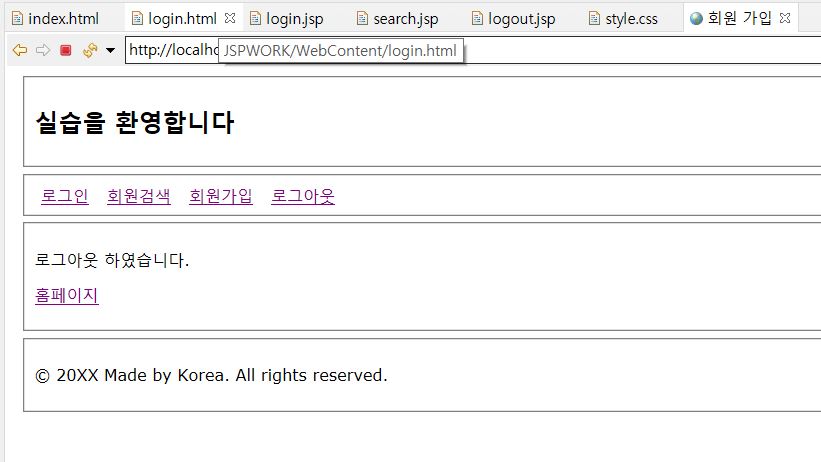 index.html login.html login.jsp search.jsp logout.jsp style.css 회원 가입
http://localho JSPWORK/WebContent/login.html
실습을 환영합니다
로그인 회원검색 회원가입 로그아웃
로그아웃 하였습니다.
홈페이지
© 20XX Made by Korea. All rights reserved.